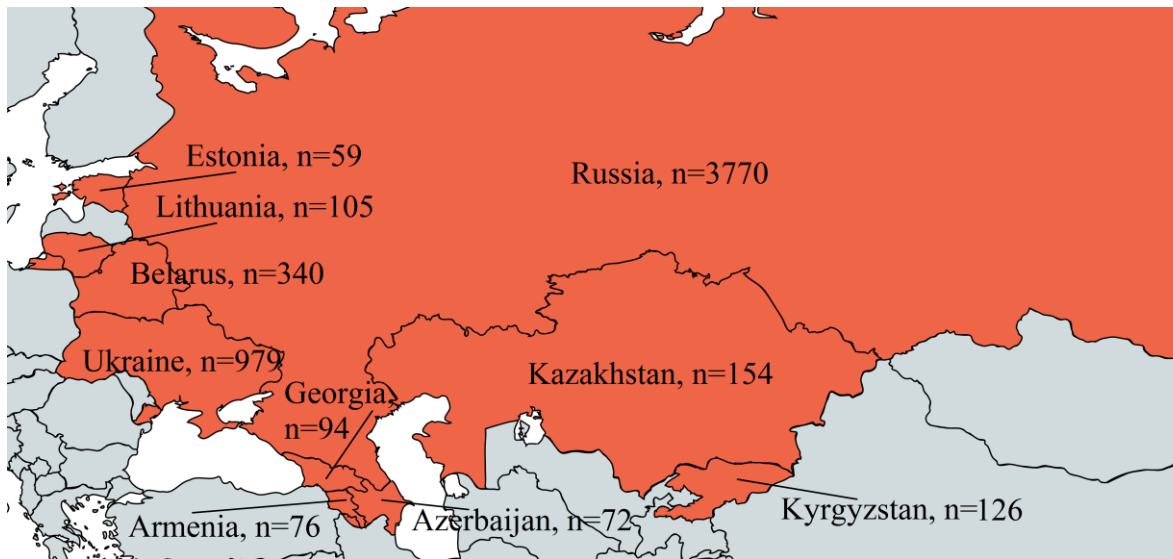 Estonia, n=59
Russia, n=3770
Lithuania, n=105
Belarus, n=340
Ukraine, n=979
Kazakhstan, n=154
Georgia,
n=94
Armenia, n=76
Azerbaijan, n=72
Kyrgyzstan, n=126